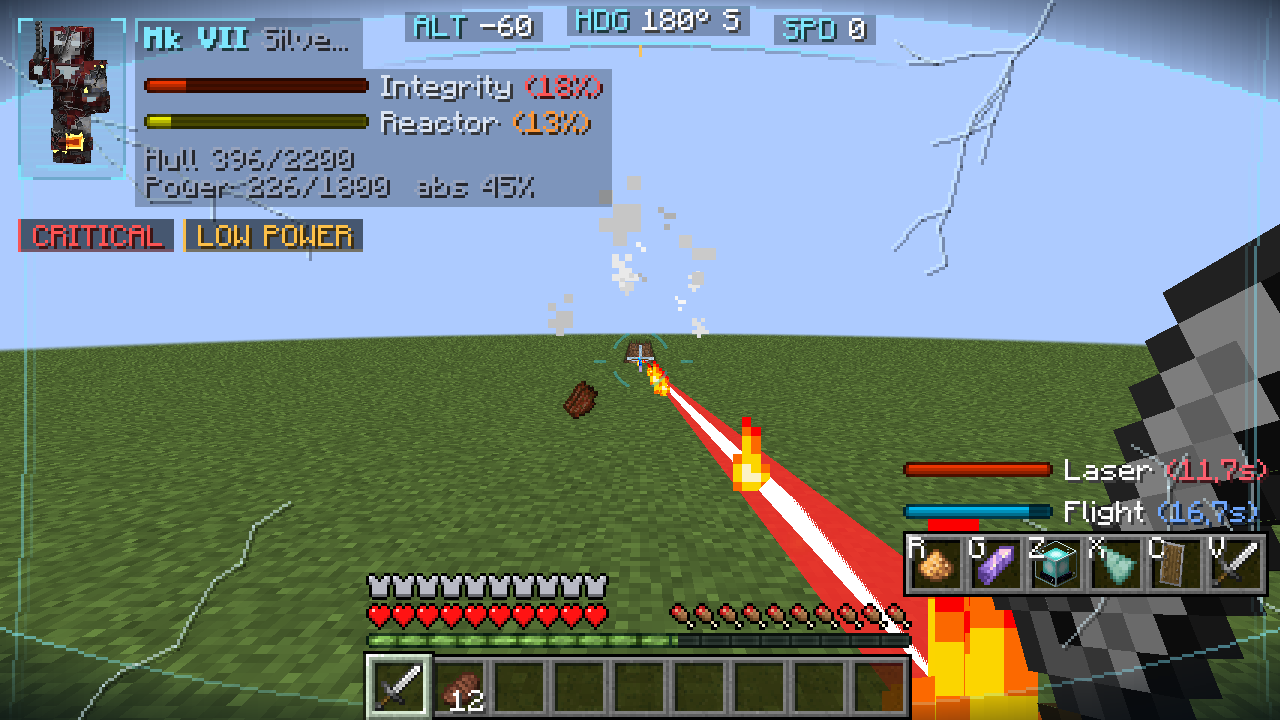 ALT -60
HDG 180° S
SPD 0
Mk VII Silve...
Integrity (18%)
Reactor (13%)
Hull 396/2200
Power 226/1800 abs 45%
CRITICAL
LOW POWER
Laser (11,7s)
Flight (16,7s)
R G Z X C V
12